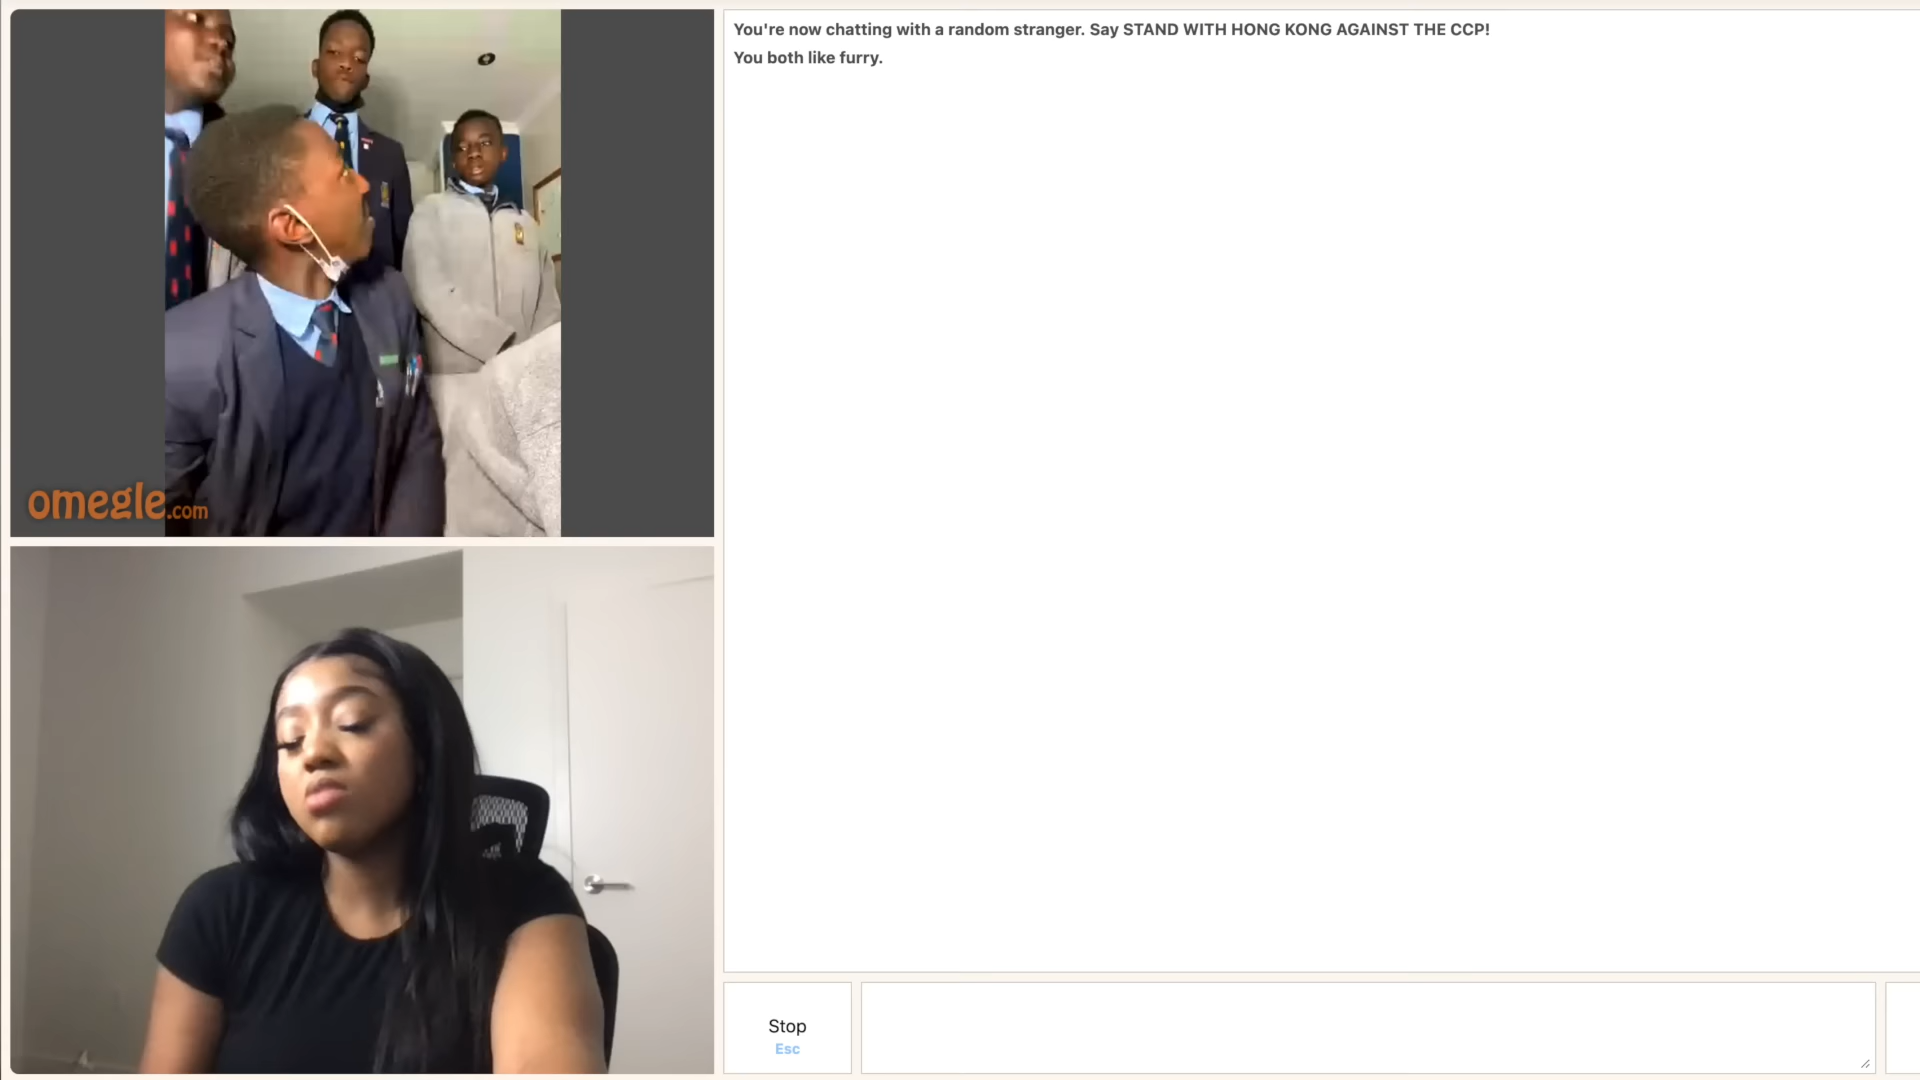 You're now chatting with a random stranger. Say STAND WITH HONG KONG AGAINST THE CCP!
You both like furry.
omegle.com
Stop
Esc